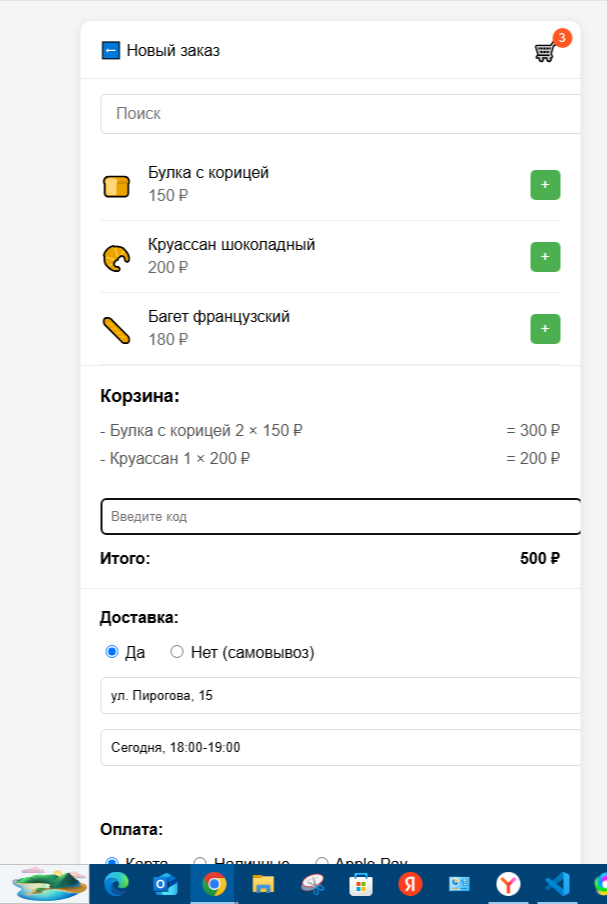 Новый заказ
3
Поиск
Булка с корицей
150 ₽
+
Круассан шоколадный
200 ₽
+
Багет французский
180 ₽
+
Корзина:
- Булка с корицей 2 × 150 ₽ = 300 ₽
- Круассан 1 × 200 ₽ = 200 ₽
Введите код
Итого: 500 ₽
Доставка:
Да Нет (самовывоз)
ул. Пирогова, 15
Сегодня, 18:00-19:00
Оплата:
Карта Наличные Apple Pay